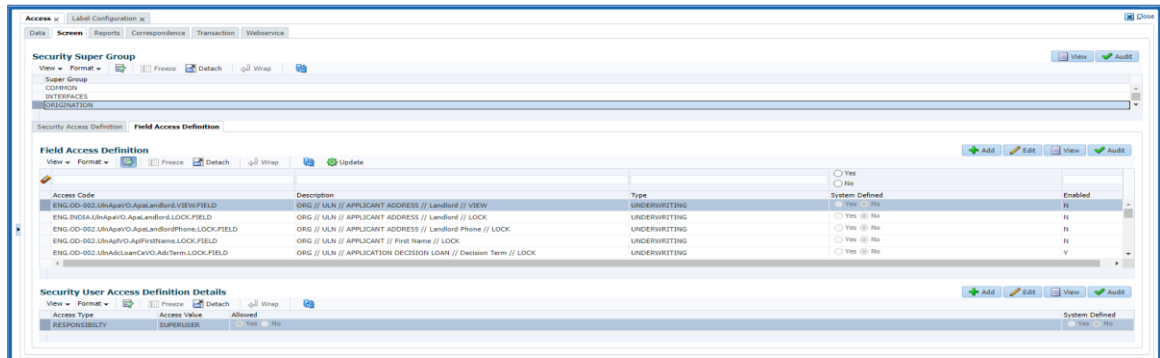 Access x Label Configuration x Close
Data Screen Reports Correspondence Transaction Webservice
Security Super Group View Audit
View Format Freeze Detach Wrap
Super Group
COMMON
INTERFACES
ORIGINATION
Security Access Definition Field Access Definition
Field Access Definition Add Edit View Audit
View Format Freeze Detach Wrap Update
Yes
No
Access Code Description Type System Defined Enabled
ENG.OD-002.UlnApaVO.ApaLandlord.VIEW.FIELD ORG // ULN // APPLICANT ADDRESS // Landlord // VIEW UNDERWRITING Yes No N
ENG.INDIA.UlnApaVO.ApaLandlord.LOCK.FIELD ORG // ULN // APPLICANT ADDRESS // Landlord // LOCK UNDERWRITING Yes No N
ENG.OD-002.UlnApaVO.ApaLandlordPhone.LOCK.FIELD ORG // ULN // APPLICANT ADDRESS // Landlord Phone // LOCK UNDERWRITING Yes No N
ENG.OD-002.UlnAplVO.AplFirstName.LOCK.FIELD ORG // ULN // APPLICANT // First Name // LOCK UNDERWRITING Yes No N
ENG.OD-002.UlnAdcLoanCeVO.AdcTerm.LOCK.FIELD ORG // ULN // APPLICATION DECISION LOAN // Decision Term // LOCK UNDERWRITING Yes No Y
Security User Access Definition Details Add Edit View Audit
View Format Freeze Detach Wrap
Access Type Access Value Allowed System Defined
RESPONSIBILTY SUPERUSER Yes No Yes No